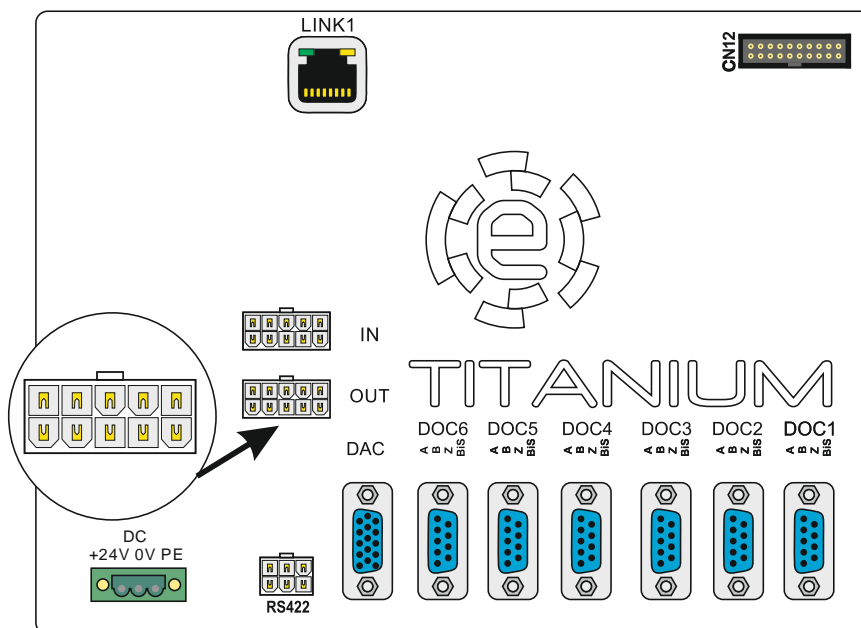 LINK1
CN12
IN
TITANIUM
OUT
DOC6 DOC5 DOC4 DOC3 DOC2 DOC1
DAC
A B Z BiS A B Z BiS A B Z BiS A B Z BiS A B Z BiS A B Z BiS
DC
+24V 0V PE
RS422
e